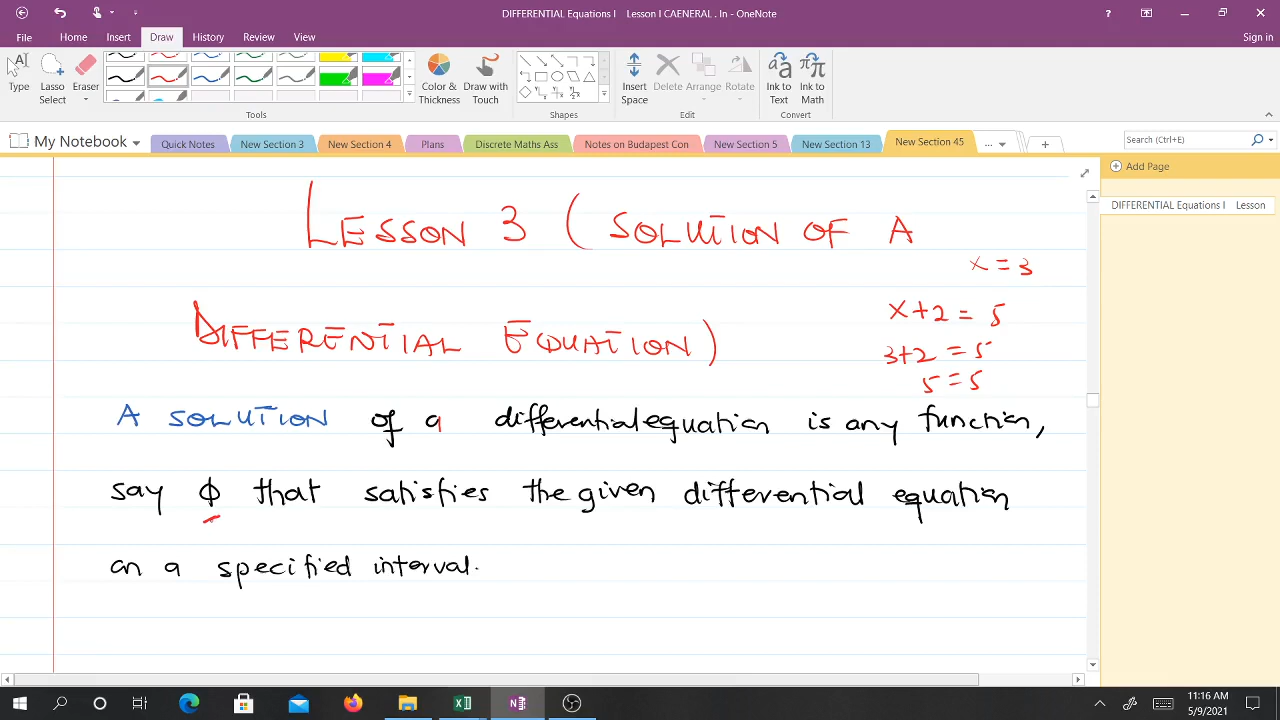 DIFFERENTIAL Equations I Lesson I CAENERAL . In - OneNote
Sign in
File Home Insert Draw History Review View
Type
Lasso Select
Eraser
Color & Thickness
Draw with Touch
Insert Space
Delete
Arrange
Rotate
Ink to Text
Ink to Math
Tools
Shapes
Edit
Convert
My Notebook
Quick Notes
New Section 3
New Section 4
Plans
Discrete Maths Ass
Notes on Budapest Con
New Section 5
New Section 13
New Section 45
Search (Ctrl+E)
Add Page
DIFFERENTIAL Equations I Lesson
LESSON 3 ( SOLUTION OF A
x = 3
DIFFERENTIAL EQUATION)
x+2 = 5
3+2 = 5
5 = 5
A SOLUTION of a differential equation is any function,
say ϕ that satisfies the given differential equation
on a specified interval.
11:16 AM
5/9/2021